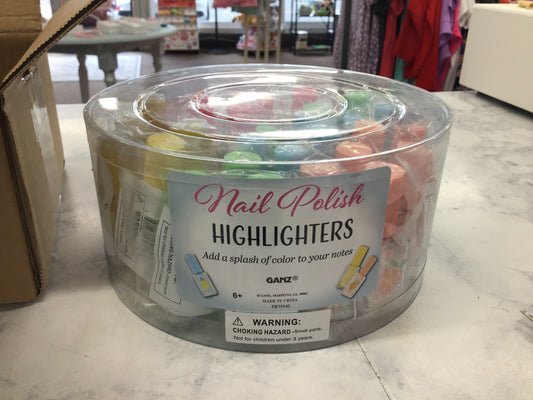 Nail Polish
HIGHLIGHTERS
Add a splash of color to your notes
GANZ®
6+
MADE IN CHINA
WARNING:
CHOKING HAZARD -Small parts.
Not for children under 3 years.